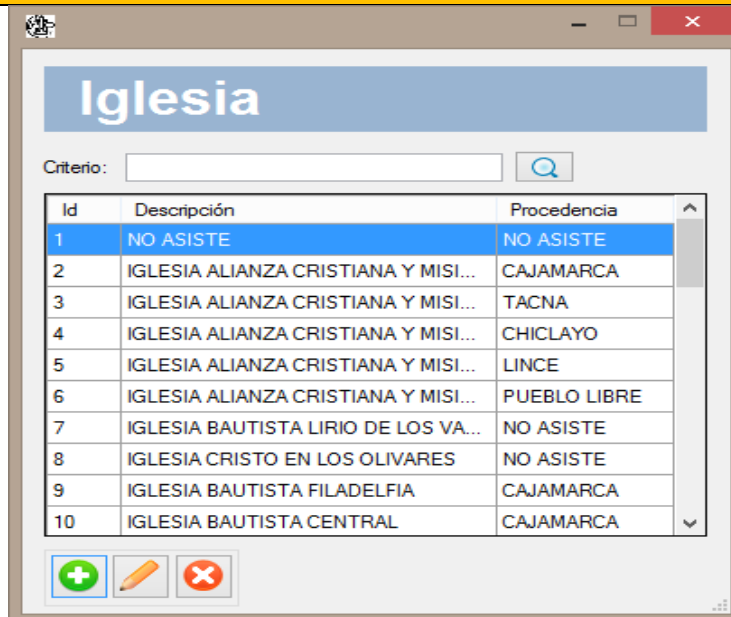 Iglesia
Criterio:
Id Descripción Procedencia
1 NO ASISTE NO ASISTE
2 IGLESIA ALIANZA CRISTIANA Y MISI... CAJAMARCA
3 IGLESIA ALIANZA CRISTIANA Y MISI... TACNA
4 IGLESIA ALIANZA CRISTIANA Y MISI... CHICLAYO
5 IGLESIA ALIANZA CRISTIANA Y MISI... LINCE
6 IGLESIA ALIANZA CRISTIANA Y MISI... PUEBLO LIBRE
7 IGLESIA BAUTISTA LIRIO DE LOS VA... NO ASISTE
8 IGLESIA CRISTO EN LOS OLIVARES NO ASISTE
9 IGLESIA BAUTISTA FILADELFIA CAJAMARCA
10 IGLESIA BAUTISTA CENTRAL CAJAMARCA